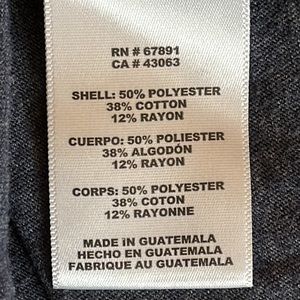 RN # 67891
CA # 43063
SHELL: 50% POLYESTER
38% COTTON
12% RAYON
CUERPO: 50% POLIESTER
38% ALGODÓN
12% RAYON
CORPS: 50% POLYESTER
38% COTON
12% RAYONNE
MADE IN GUATEMALA
HECHO EN GUATEMALA
FABRIQUE AU GUATEMALA